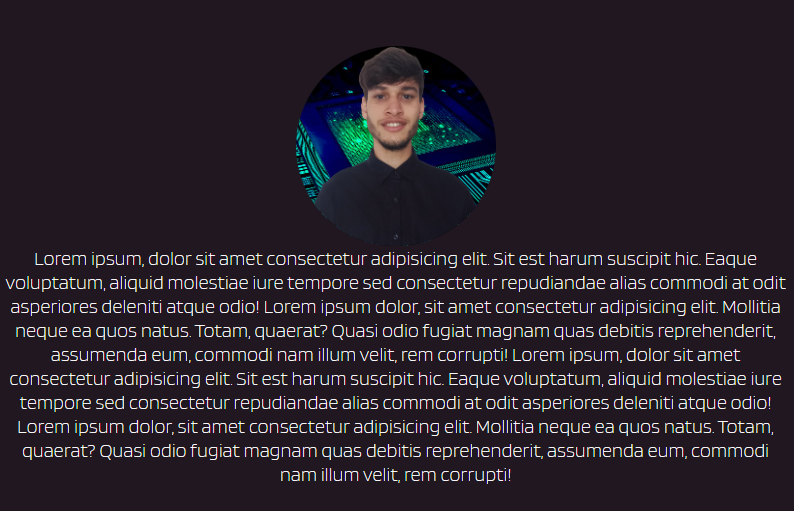 Lorem ipsum, dolor sit amet consectetur adipisicing elit. Sit est harum suscipit hic. Eaque
voluptatum, aliquid molestiae iure tempore sed consectetur repudiandae alias commodi at odit
asperiores deleniti atque odio! Lorem ipsum dolor, sit amet consectetur adipisicing elit. Mollitia
neque ea quos natus. Totam, quaerat? Quasi odio fugiat magnam quas debitis reprehenderit,
assumenda eum, commodi nam illum velit, rem corrupti! Lorem ipsum, dolor sit amet
consectetur adipisicing elit. Sit est harum suscipit hic. Eaque voluptatum, aliquid molestiae iure
tempore sed consectetur repudiandae alias commodi at odit asperiores deleniti atque odio!
Lorem ipsum dolor, sit amet consectetur adipisicing elit. Mollitia neque ea quos natus. Totam,
quaerat? Quasi odio fugiat magnam quas debitis reprehenderit, assumenda eum, commodi
nam illum velit, rem corrupti!